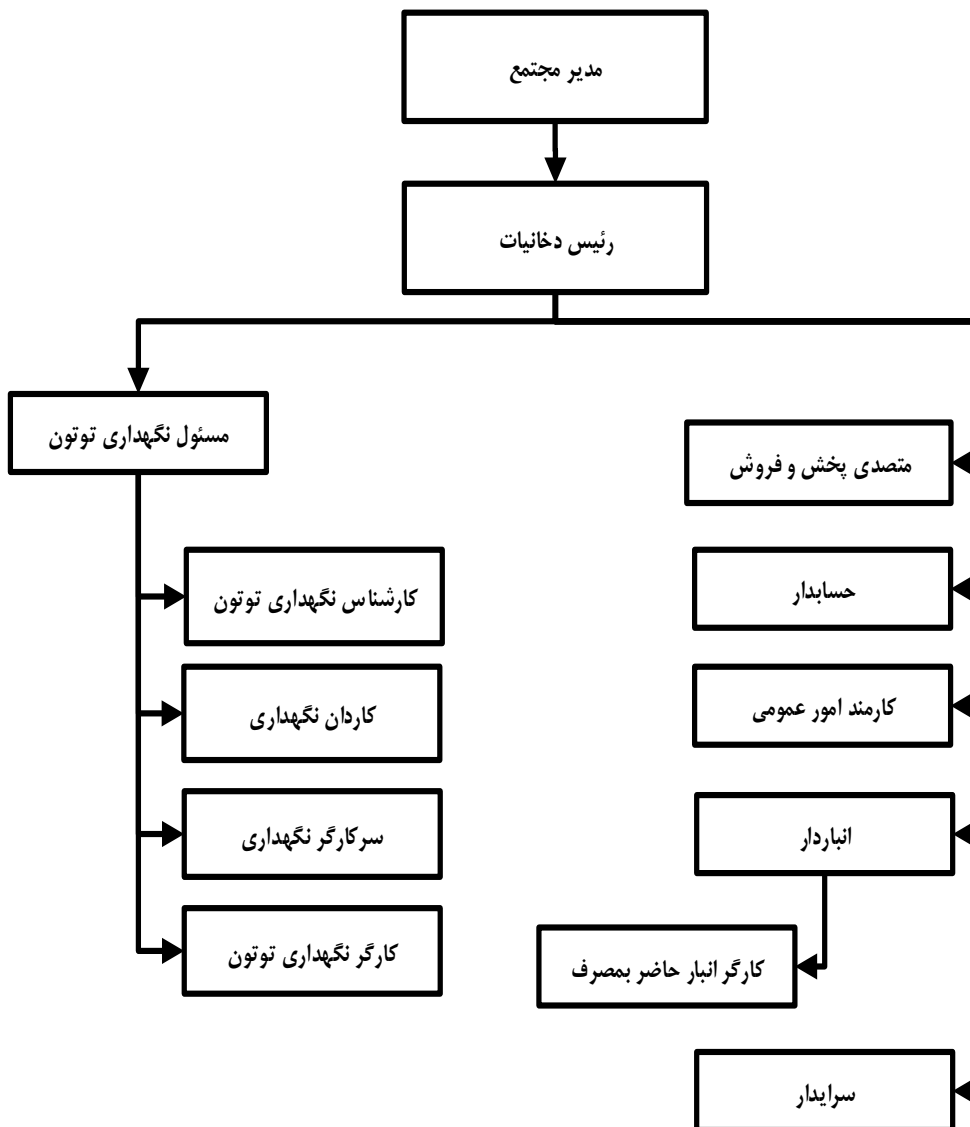 مدیر مجتمع
رئیس دخانیات
مسئول نگهداری توتون
متصدی پخش و فروش
کارشناس نگهداری توتون
حسابدار
کاردان نگهداری
کارمند امور عمومی
سرکارگر نگهداری
انباردار
کارگر نگهداری توتون
کارگر انبار حاضر بمصرف
سرایدار